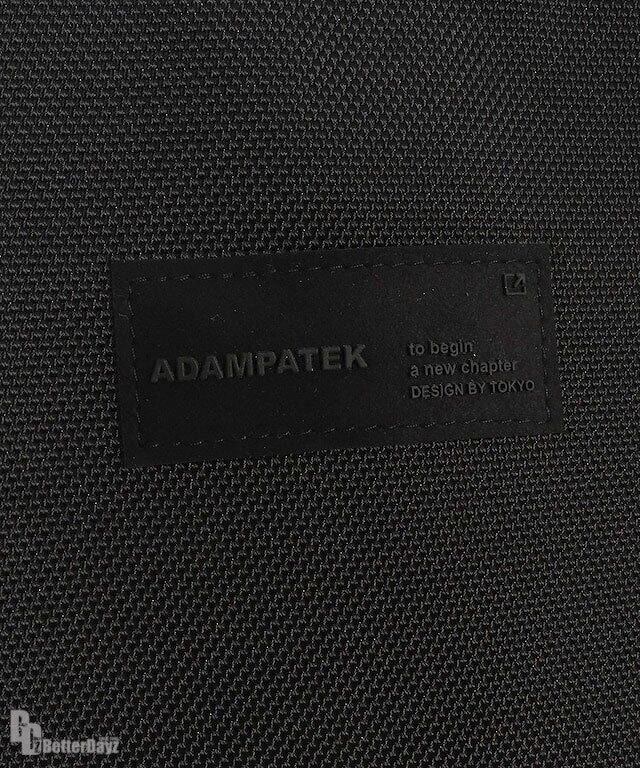 ADAMPATEK
to begin
a new chapter
DESIGN BY TOKYO
BetterDayZ